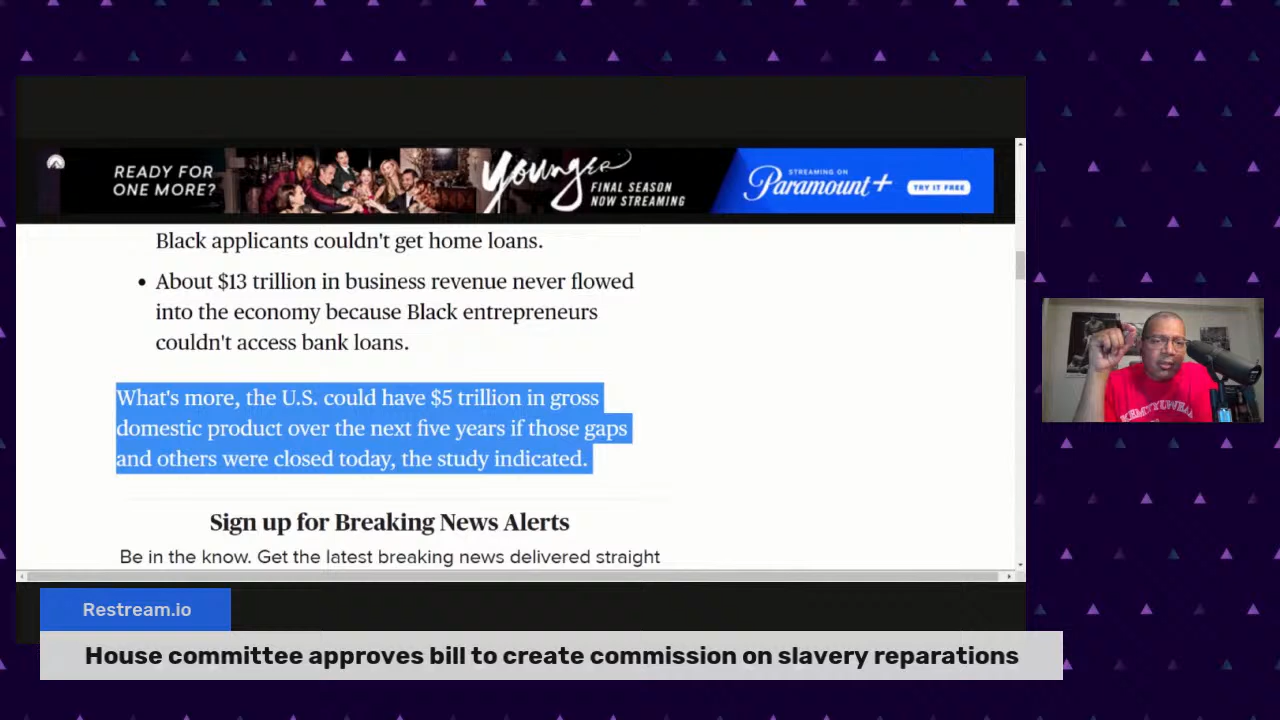 READY FOR
ONE MORE?
Younger
FINAL SEASON
NOW STREAMING
STREAMING ON
Paramount+
TRY IT FREE
Black applicants couldn't get home loans.
• About $13 trillion in business revenue never flowed
into the economy because Black entrepreneurs
couldn't access bank loans.
What's more, the U.S. could have $5 trillion in gross
domestic product over the next five years if those gaps
and others were closed today, the study indicated.
Sign up for Breaking News Alerts
Be in the know. Get the latest breaking news delivered straight
Restream.io
House committee approves bill to create commission on slavery reparations